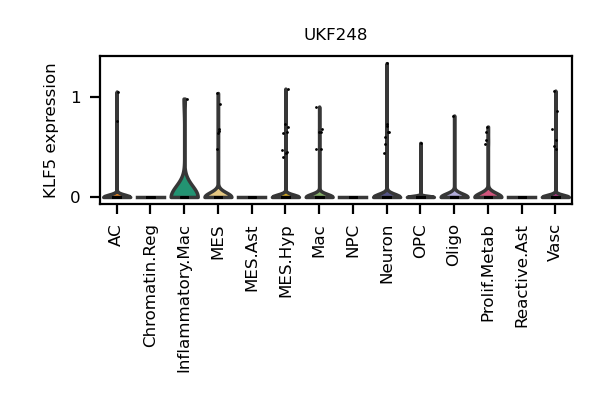 UKF248
KLF5 expression
1
0
AC
Chromatin.Reg
Inflammatory.Mac
MES
MES.Ast
MES.Hyp
Mac
NPC
Neuron
OPC
Oligo
Prolif.Metab
Reactive.Ast
Vasc